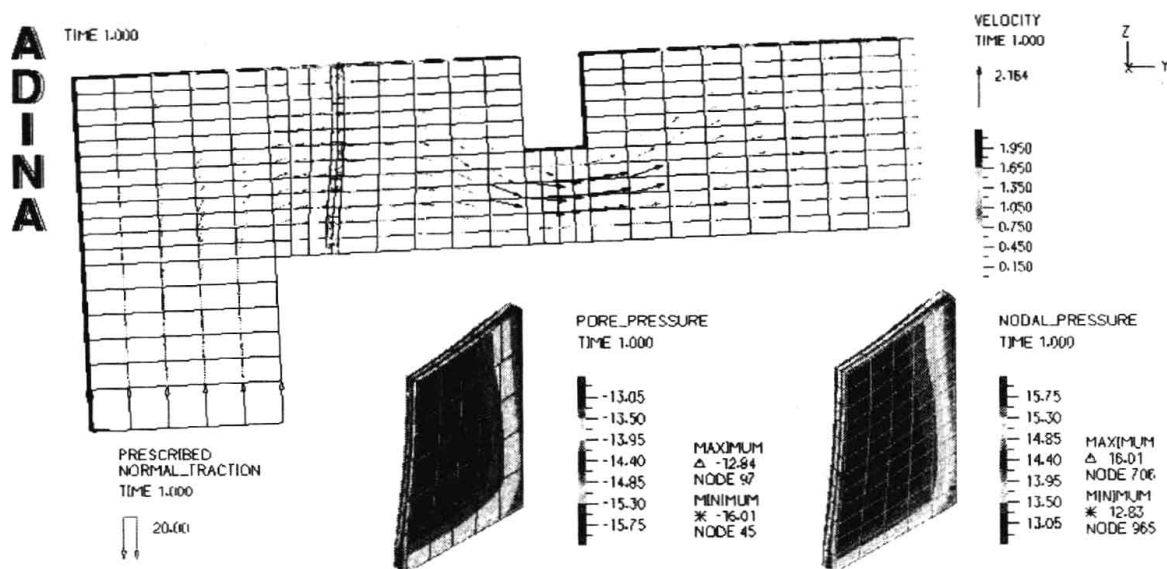 ADINA
TIME 1.000
VELOCITY
TIME 1.000
2.164
1.950
1.650
1.350
1.050
0.750
0.450
0.150
Z
X Y
PRESCRIBED
NORMAL_TRACTION
TIME 1.000
20.00
PORE_PRESSURE
TIME 1.000
-13.05
-13.50
-13.95
-14.40
-14.85
-15.30
-15.75
MAXIMUM
Δ -12.84
NODE 97
MINIMUM
* -16.01
NODE 45
NODAL_PRESSURE
TIME 1.000
15.75
15.30
14.85
14.40
13.95
13.50
13.05
MAXIMUM
Δ 16.01
NODE 706
MINIMUM
* 12.83
NODE 965